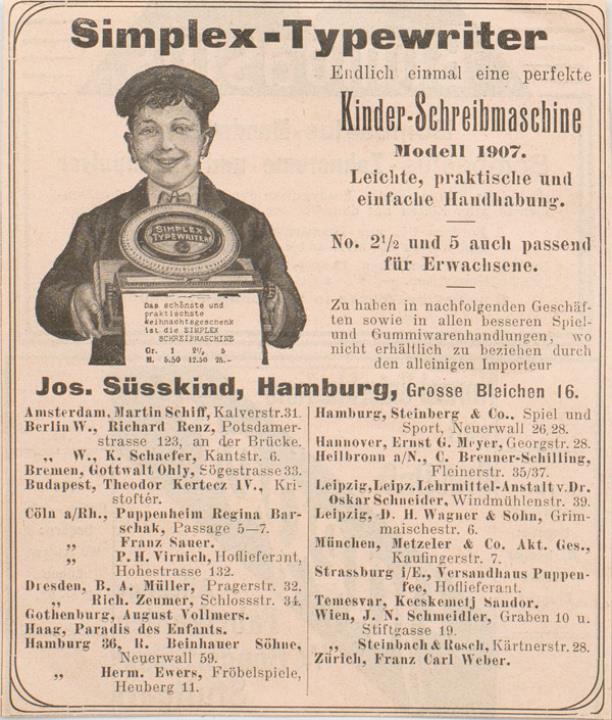 Simplex-Typewriter
Endlich einmal eine perfekte
Kinder-Schreibmaschine
Modell 1907.
Leichte, praktische und
einfache Handhabung.
No. 2½ und 5 auch passend
für Erwachsene.
Zu haben in nachfolgenden Geschäf-
ten sowie in allen besseren Spiel-
und Gummiwarenhandlungen, wo
nicht erhältlich zu beziehen durch
den alleinigen Importeur
SIMPLEX
TYPEWRITER
Das schönste und
praktischste
Weihnachtsgeschenk
ist die SIMPLEX
SCHREIBMASCHINE
Gr. 1 2½ 5
M. 5.50 12.50 25.-
Jos. Süsskind, Hamburg, Grosse Bleichen 16.
Amsterdam, Martin Schiff, Kalverstr. 31.
Berlin W., Richard Renz, Potsdamer-
strasse 123, an der Brücke.
„ W., K. Schaefer, Kantstr. 6.
Bremen, Gottwalt Ohly, Sögestrasse 33.
Budapest, Theodor Kertecz IV., Kri-
stoftér.
Cöln a/Rh., Puppenheim Regina Bar-
schak, Passage 5—7.
„ Franz Sauer.
„ P. H. Virnich, Hoflieferant,
Hohestrasse 132.
Dresden, B. A. Müller, Pragerstr. 32.
„ Rich. Zeumer, Schlossstr. 34.
Gothenburg, August Vollmers.
Haag, Paradis des Enfants.
Hamburg 36, R. Beinhauer Söhne,
Neuerwall 59.
„ Herm. Ewers, Fröbelspiele,
Heuberg 11.
Hamburg, Steinberg & Co., Spiel und
Sport, Neuerwall 26/28.
Hannover, Ernst G. Meyer, Georgstr. 28.
Heilbronn a/N., C. Brenner-Schilling,
Fleinerstr. 35/37.
Leipzig, Leipz. Lehrmittel-Anstalt v. Dr.
Oskar Schneider, Windmühlenstr. 39.
Leipzig, D. H. Wagner & Sohn, Grim-
maischestr. 6.
München, Metzeler & Co. Akt. Ges.,
Kaufingerstr. 7.
Strassburg i/E., Versandhaus Puppen-
fee, Hoflieferant.
Temesvar, Kecskemetj Sandor.
Wien, J. N. Schmeidler, Graben 10 u.
Stiftgasse 19.
„ Steinbach & Rosch, Kärtnerstr. 28.
Zürich, Franz Carl Weber.